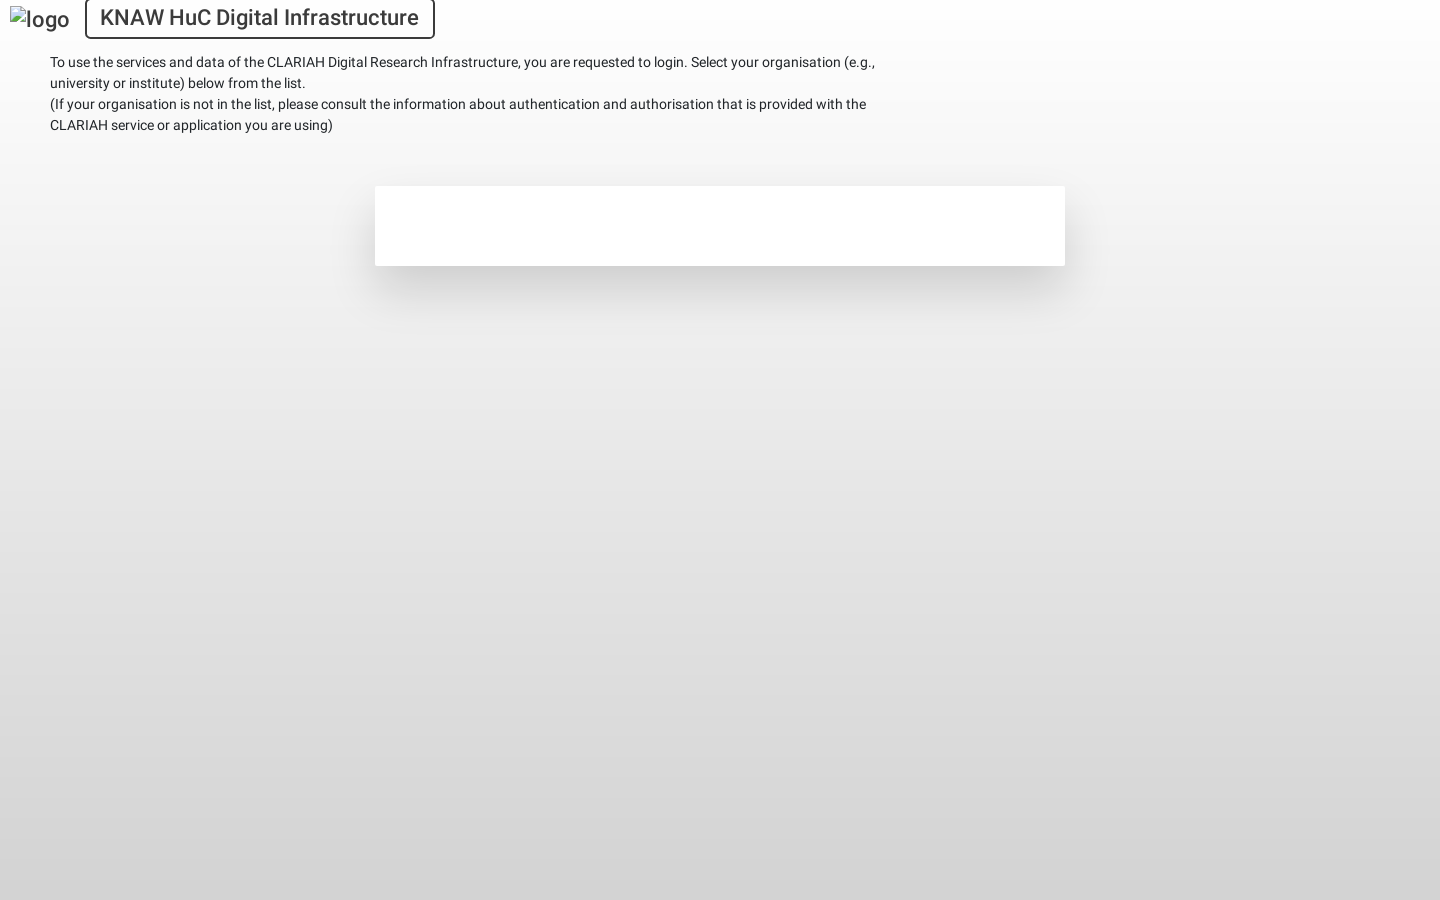 logo
KNAW HuC Digital Infrastructure
To use the services and data of the CLARIAH Digital Research Infrastructure, you are requested to login. Select your organisation (e.g.,
university or institute) below from the list.
(If your organisation is not in the list, please consult the information about authentication and authorisation that is provided with the
CLARIAH service or application you are using)